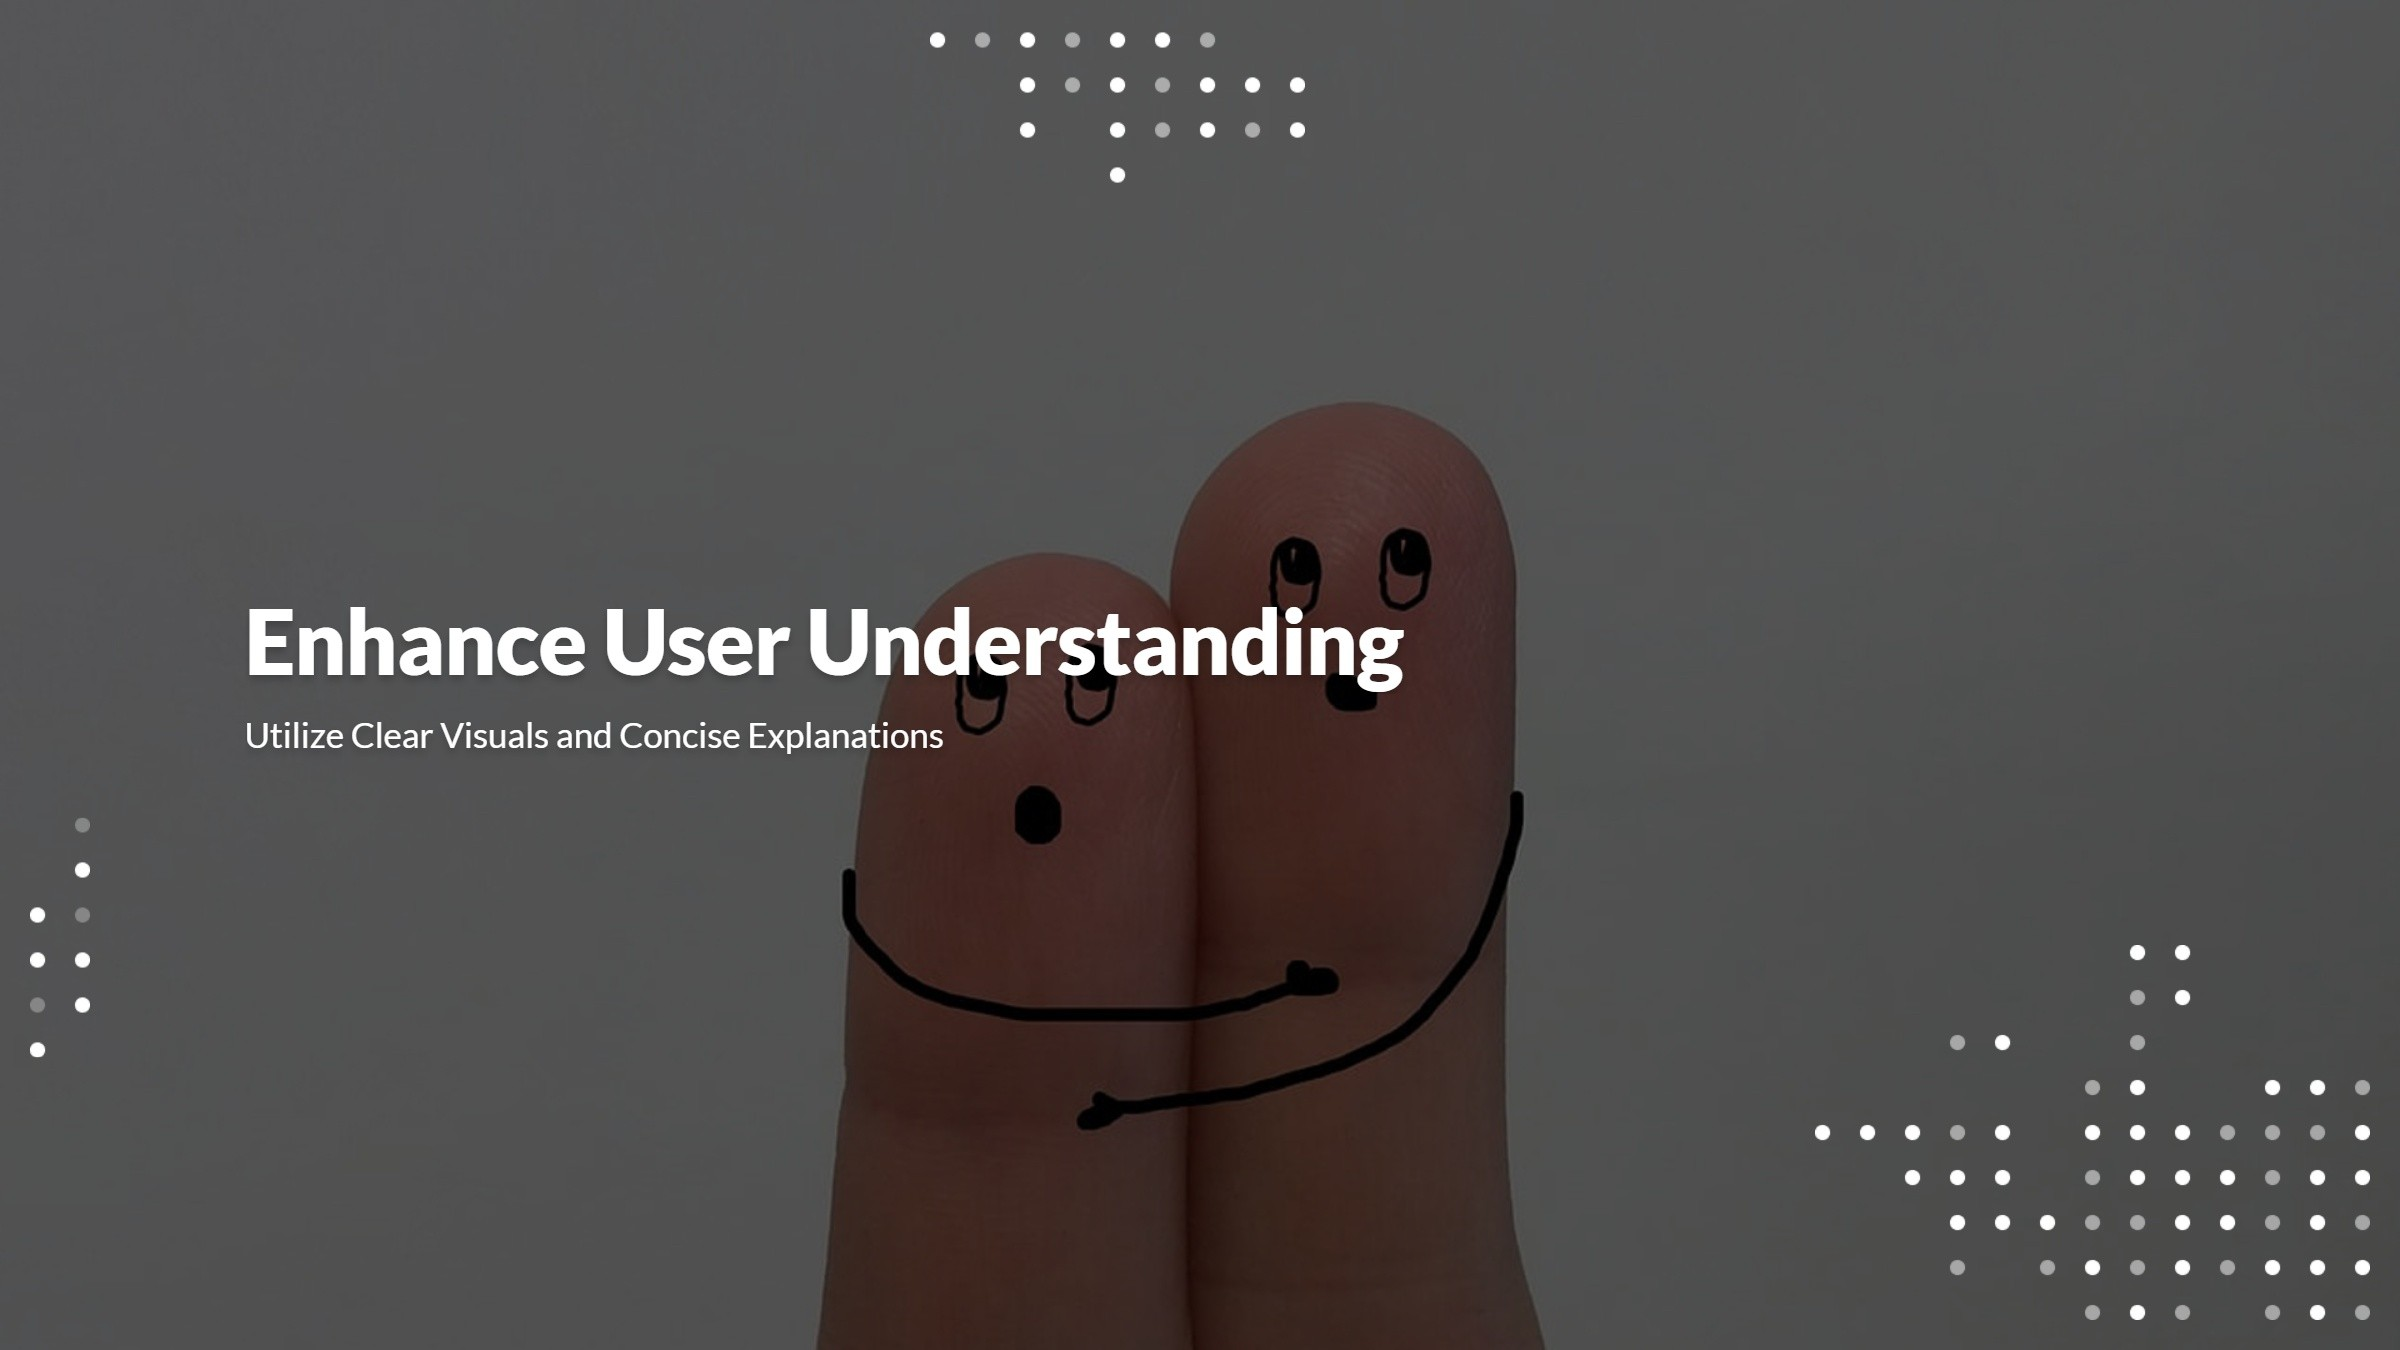 Enhance User Understanding
Utilize Clear Visuals and Concise Explanations